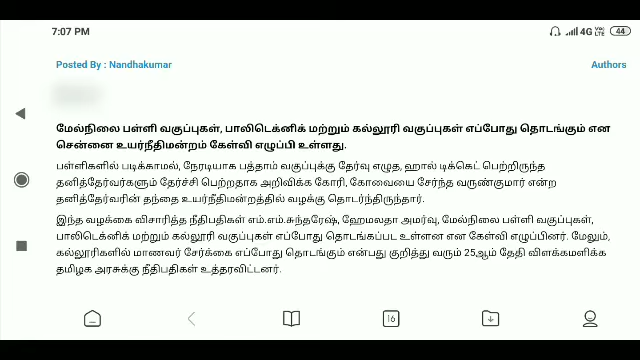 7:07 PM
4G VoLTE 44
Posted By : Nandhakumar
Authors
மேல்நிலை பள்ளி வகுப்புகள், பாலிடெக்னிக் மற்றும் கல்லூரி வகுப்புகள் எப்போது தொடங்கும் என
சென்னை உயர்நீதிமன்றம் கேள்வி எழுப்பி உள்ளது.
பள்ளிகளில் படிக்காமல், நேரடியாக பத்தாம் வகுப்புக்கு தேர்வு எழுத, ஹால் டிக்கெட் பெற்றிருந்த
தனித்தேர்வர்களும் தேர்ச்சி பெற்றதாக அறிவிக்க கோரி, கோவையை சேர்ந்த வருண்குமார் என்ற
தனித்தேர்வரின் தந்தை உயர்நீதிமன்றத்தில் வழக்கு தொடர்ந்திருந்தார்.
இந்த வழக்கை விசாரித்த நீதிபதிகள் எம்.எம்.சுந்தரேஷ், ஹேமலதா அமர்வு, மேல்நிலை பள்ளி வகுப்புகள்,
பாலிடெக்னிக் மற்றும் கல்லூரி வகுப்புகள் எப்போது தொடங்கப்பட உள்ளன என கேள்வி எழுப்பினர். மேலும்,
கல்லூரிகளில் மாணவர் சேர்க்கை எப்போது தொடங்கும் என்பது குறித்து வரும் 25ஆம் தேதி விளக்கமளிக்க
தமிழக அரசுக்கு நீதிபதிகள் உத்தரவிட்டனர்.
16